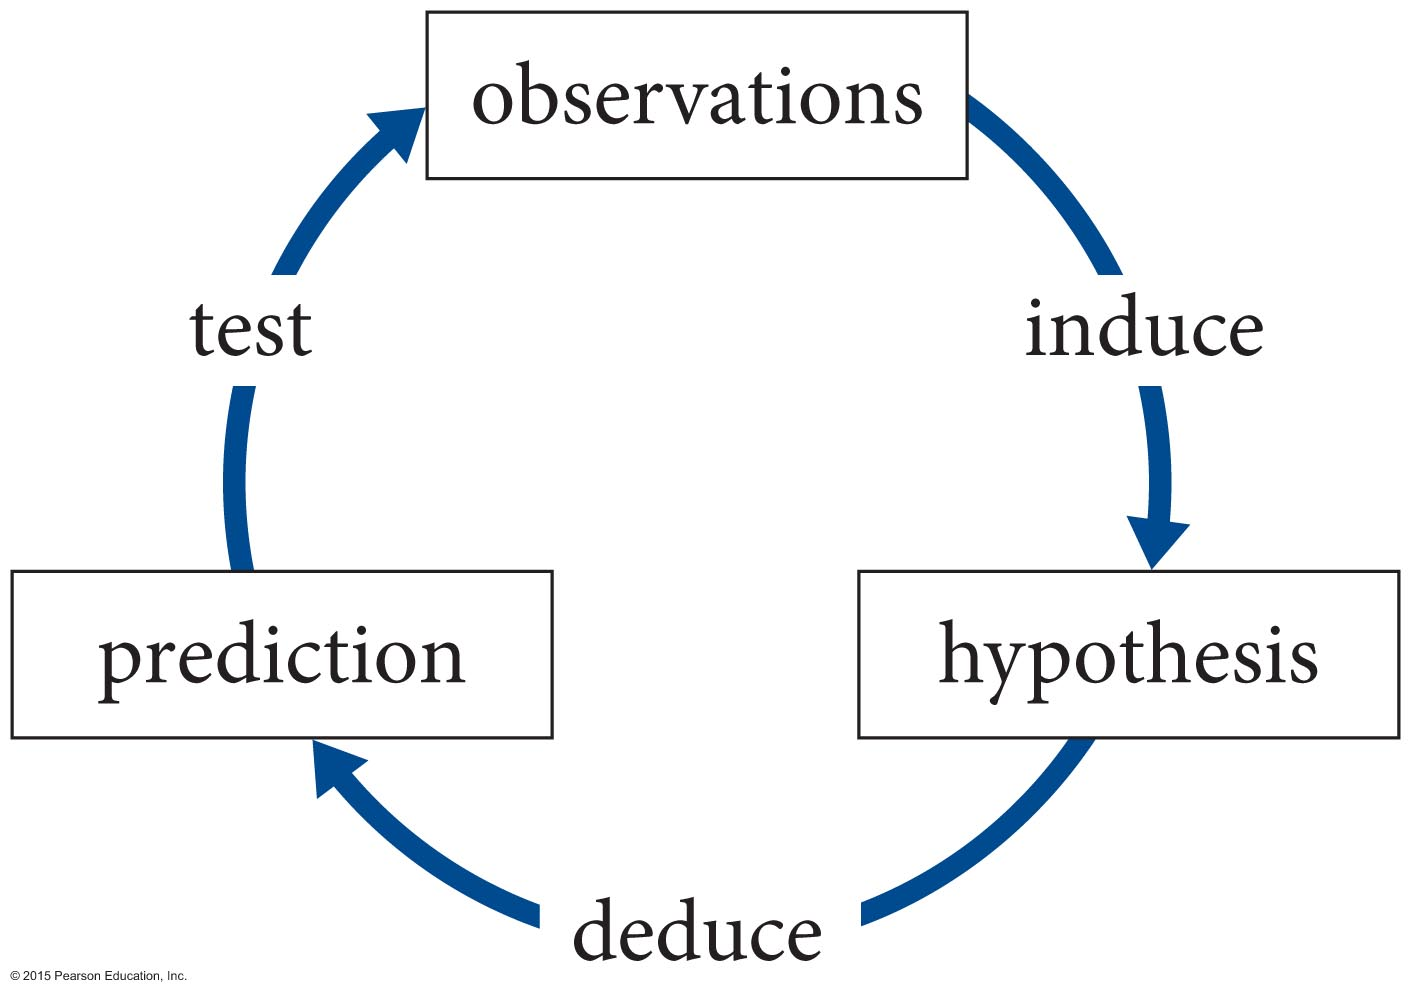 observations
test
induce
prediction
hypothesis
deduce
© 2015 Pearson Education, Inc.